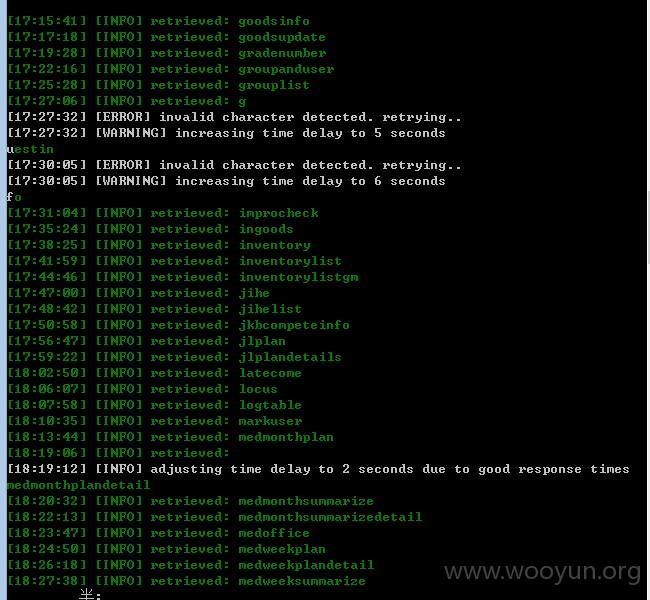 [17:15:41] [INFO] retrieved: goodsinfo
[17:17:18] [INFO] retrieved: goodsupdate
[17:19:28] [INFO] retrieved: gradenumber
[17:22:16] [INFO] retrieved: groupanduser
[17:25:28] [INFO] retrieved: grouplist
[17:27:06] [INFO] retrieved: g
[17:27:32] [ERROR] invalid character detected. retrying..
[17:27:32] [WARNING] increasing time delay to 5 seconds
uestin
[17:30:05] [ERROR] invalid character detected. retrying..
[17:30:05] [WARNING] increasing time delay to 6 seconds
fo
[17:31:04] [INFO] retrieved: improcheck
[17:35:24] [INFO] retrieved: ingoods
[17:38:25] [INFO] retrieved: inventory
[17:41:59] [INFO] retrieved: inventorylist
[17:44:46] [INFO] retrieved: inventorylistgm
[17:47:00] [INFO] retrieved: jihe
[17:48:42] [INFO] retrieved: jihelist
[17:50:58] [INFO] retrieved: jkbcompeteinfo
[17:56:47] [INFO] retrieved: jlplan
[17:59:22] [INFO] retrieved: jlplandetails
[18:02:50] [INFO] retrieved: latecome
[18:06:07] [INFO] retrieved: locus
[18:07:58] [INFO] retrieved: logtable
[18:10:35] [INFO] retrieved: markuser
[18:13:44] [INFO] retrieved: medmonthplan
[18:19:06] [INFO] retrieved:
[18:19:12] [INFO] adjusting time delay to 2 seconds due to good response times
medmonthplandetail
[18:20:32] [INFO] retrieved: medmonthsummarize
[18:22:13] [INFO] retrieved: medmonthsummarizedetail
[18:23:47] [INFO] retrieved: medoffice
[18:24:50] [INFO] retrieved: medweekplan
[18:26:18] [INFO] retrieved: medweekplandetail
[18:27:38] [INFO] retrieved: medweeksummarize
www.wooyun.org
半: